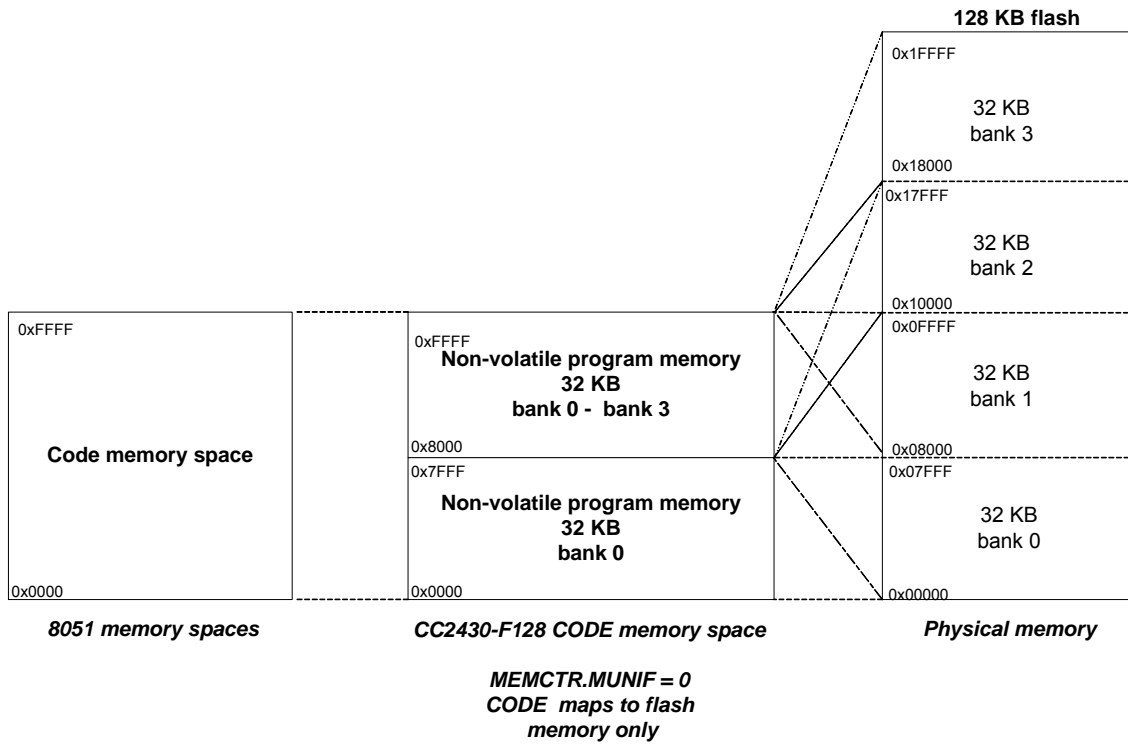 128 KB flash
0x1FFFF
32 KB
bank 3
0x18000
0x17FFF
32 KB
bank 2
0x10000
0x0FFFF
32 KB
bank 1
0x08000
0x07FFF
32 KB
bank 0
0x00000
Physical memory
0xFFFF
Code memory space
0x0000
8051 memory spaces
0xFFFF
Non-volatile program memory
32 KB
bank 0 - bank 3
0x8000
0x7FFF
Non-volatile program memory
32 KB
bank 0
0x0000
CC2430-F128 CODE memory space
MEMCTR.MUNIF = 0
CODE maps to flash
memory only